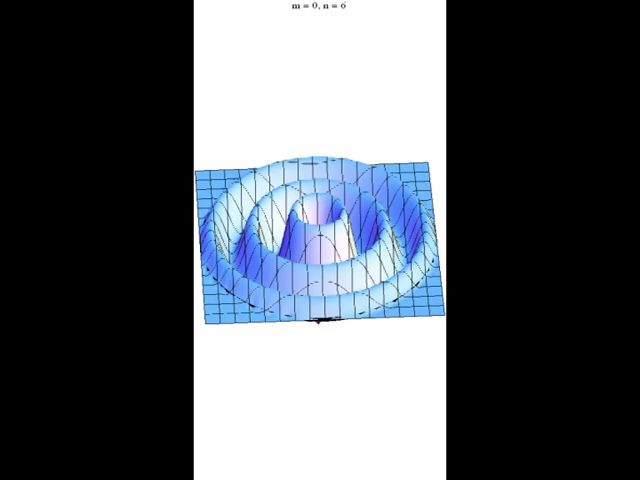 m = 0, n = 6